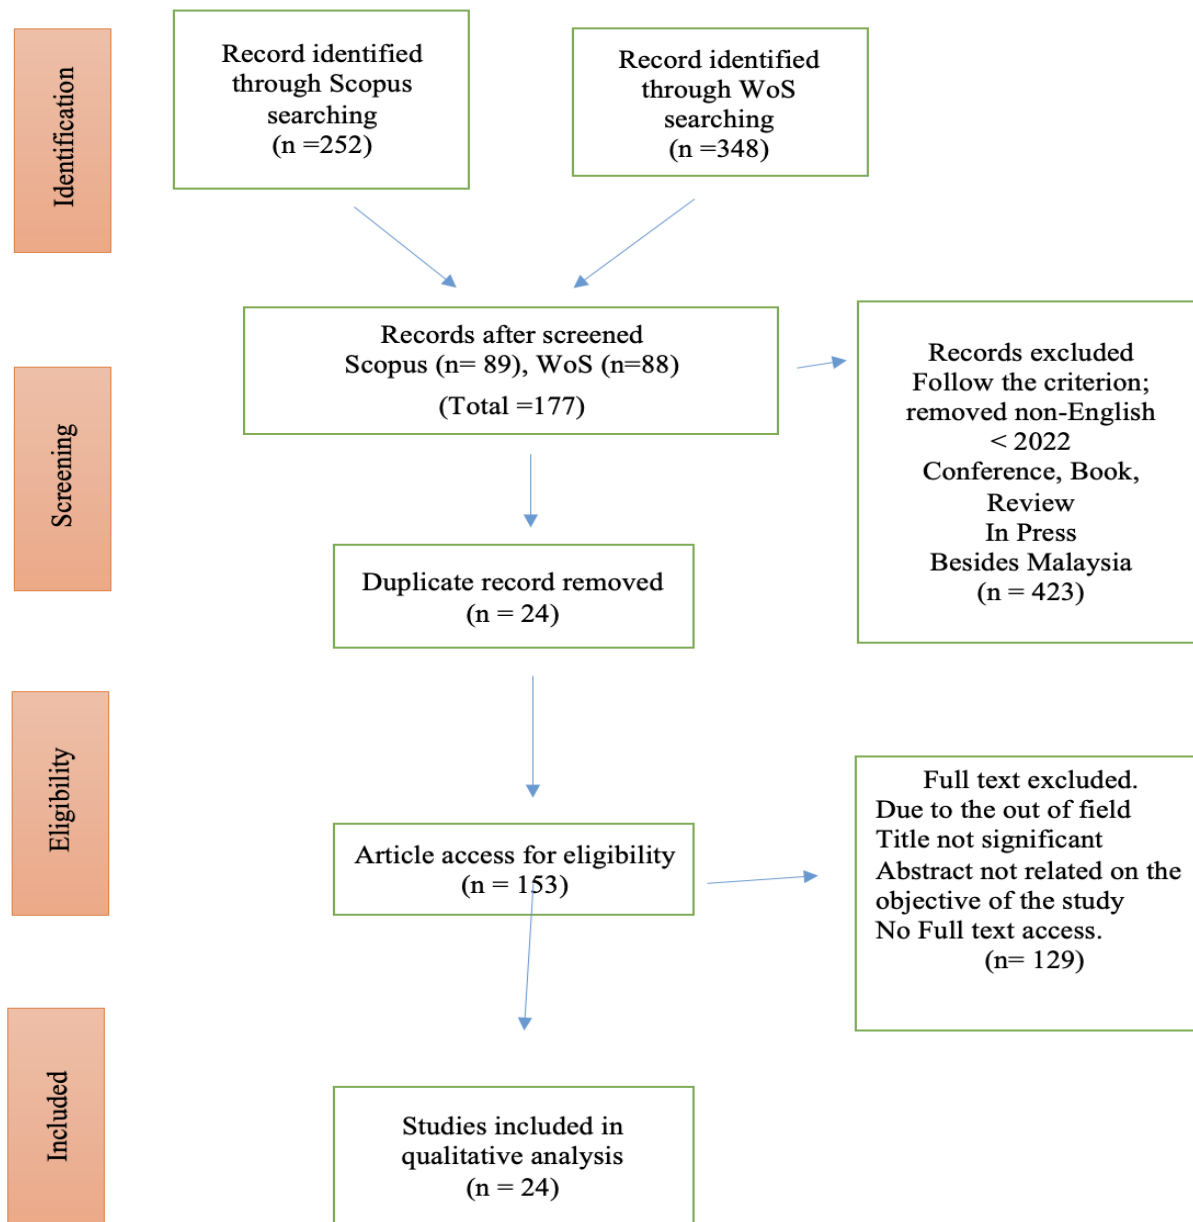 Identification
Record identified
through Scopus
searching
(n =252)
Record identified
through WoS
searching
(n =348)
Screening
Records after screened
Scopus (n= 89), WoS (n=88)
(Total =177)
Records excluded
Follow the criterion;
removed non-English
< 2022
Conference, Book,
Review
In Press
Besides Malaysia
(n = 423)
Duplicate record removed
(n = 24)
Eligibility
Article access for eligibility
(n = 153)
Full text excluded.
Due to the out of field
Title not significant
Abstract not related on the
objective of the study
No Full text access.
(n= 129)
Included
Studies included in
qualitative analysis
(n = 24)